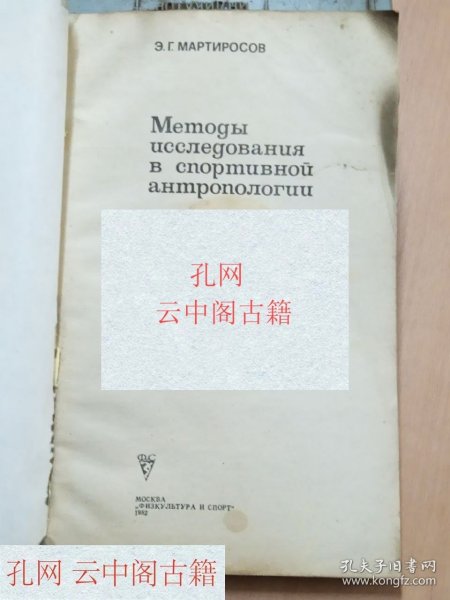 Э. Г. МАРТИРОСОВ
Методы
исследования
в спортивной
антропологии
孔网
云中阁古籍
ФиС
МОСКВА
„ФИЗКУЛЬТУРА И СПОРТ"
1982
孔网 云中阁古籍
孔夫子旧书网
www.kongfz.com